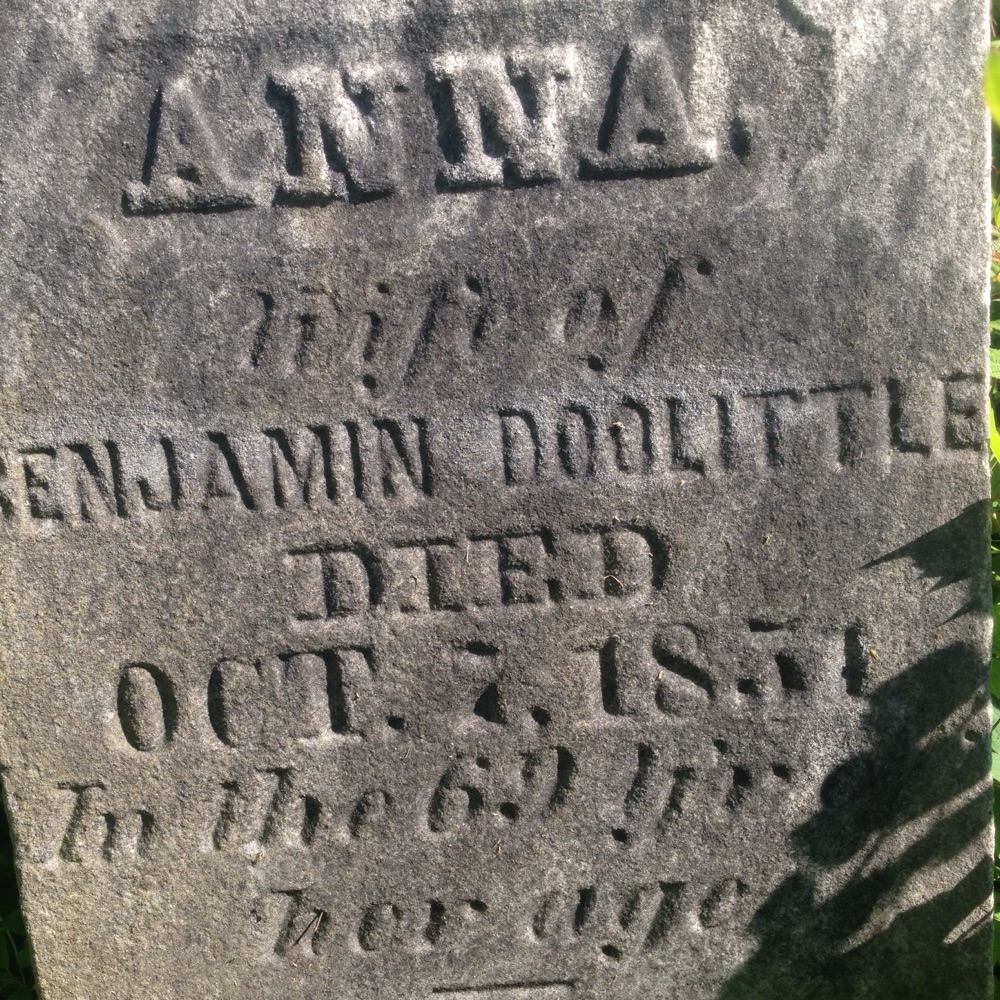 ANNA.
Wife of
BENJAMIN DOOLITTLE
DIED
OCT. 7, 1851
In the 69 yr
her age